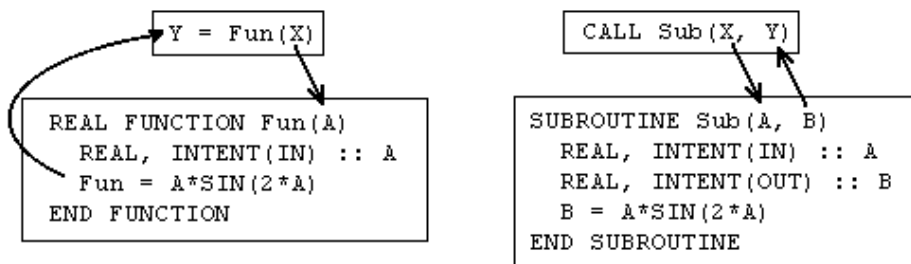 Y = Fun(X)
REAL FUNCTION Fun(A)
REAL, INTENT(IN) :: A
Fun = A*SIN(2*A)
END FUNCTION
CALL Sub(X, Y)
SUBROUTINE Sub(A, B)
REAL, INTENT(IN) :: A
REAL, INTENT(OUT) :: B
B = A*SIN(2*A)
END SUBROUTINE